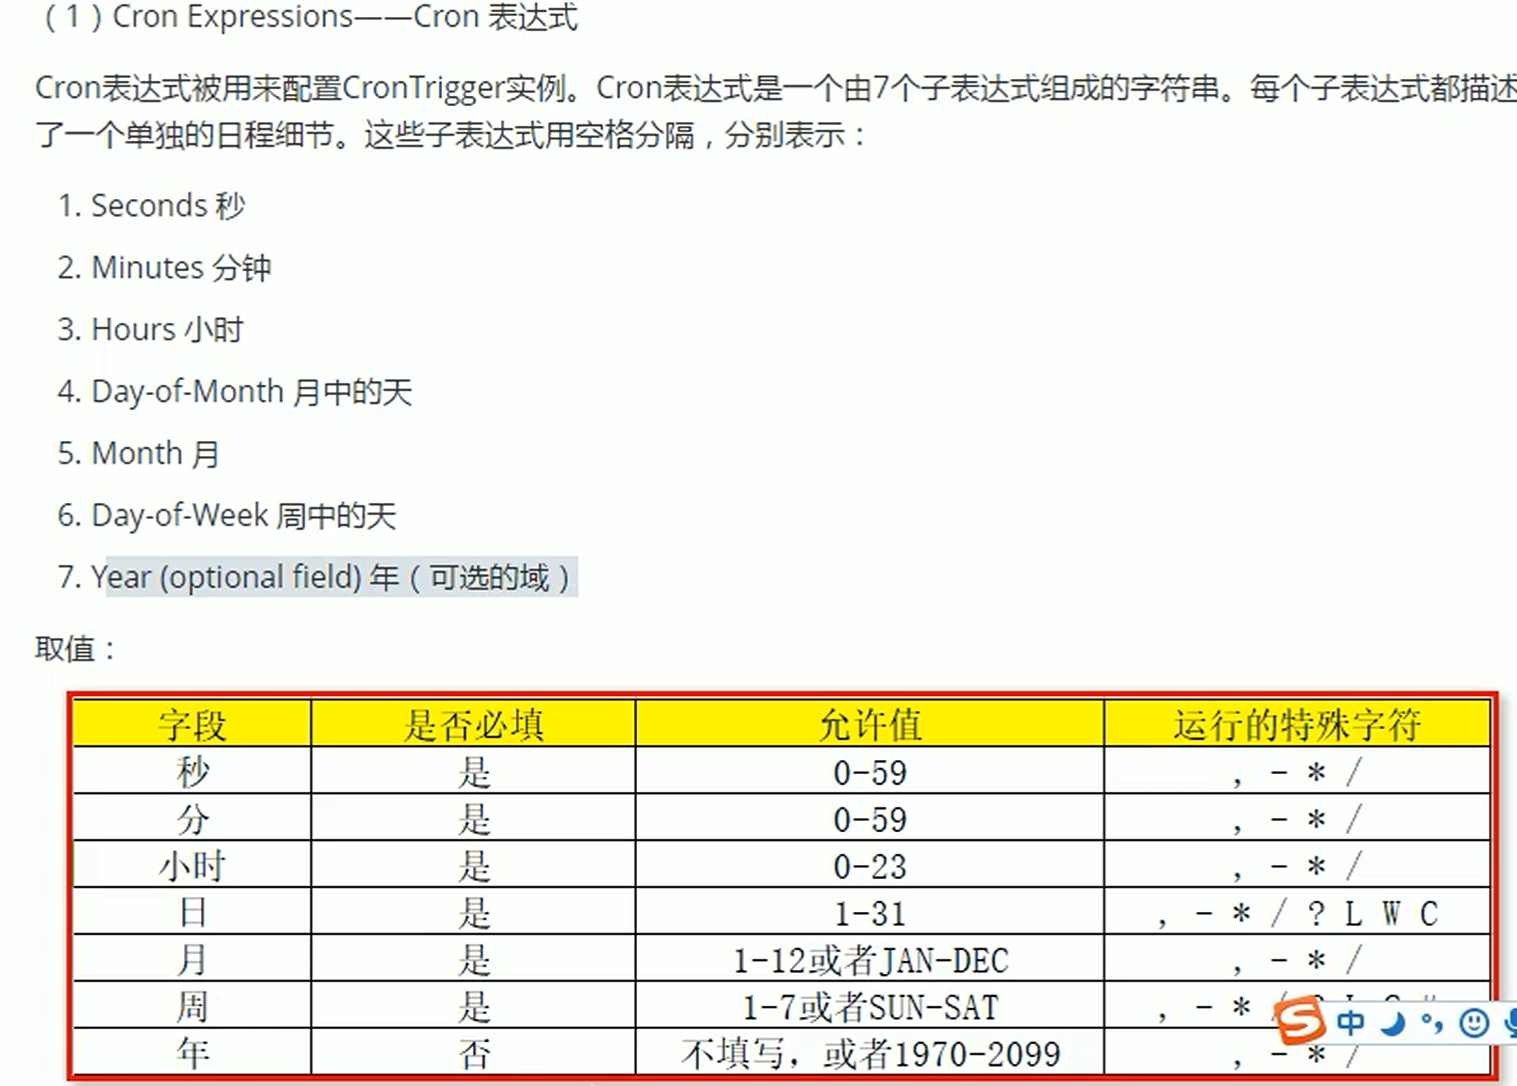 （1）Cron Expressions——Cron 表达式
Cron表达式被用来配置CronTrigger实例。Cron表达式是一个由7个子表达式组成的字符串。每个子表达式都描述
了一个单独的日程细节。这些子表达式用空格分隔，分别表示：
1. Seconds 秒
2. Minutes 分钟
3. Hours 小时
4. Day-of-Month 月中的天
5. Month 月
6. Day-of-Week 周中的天
7. Year (optional field) 年（可选的域）
取值：
字段 是否必填 允许值 运行的特殊字符
秒 是 0-59 , - * /
分 是 0-59 , - * /
小时 是 0-23 , - * /
日 是 1-31 , - * / ? L W C
月 是 1-12或者JAN-DEC , - * /
周 是 1-7或者SUN-SAT , - *
年 否 不填写，或者1970-2099 , - * /
中